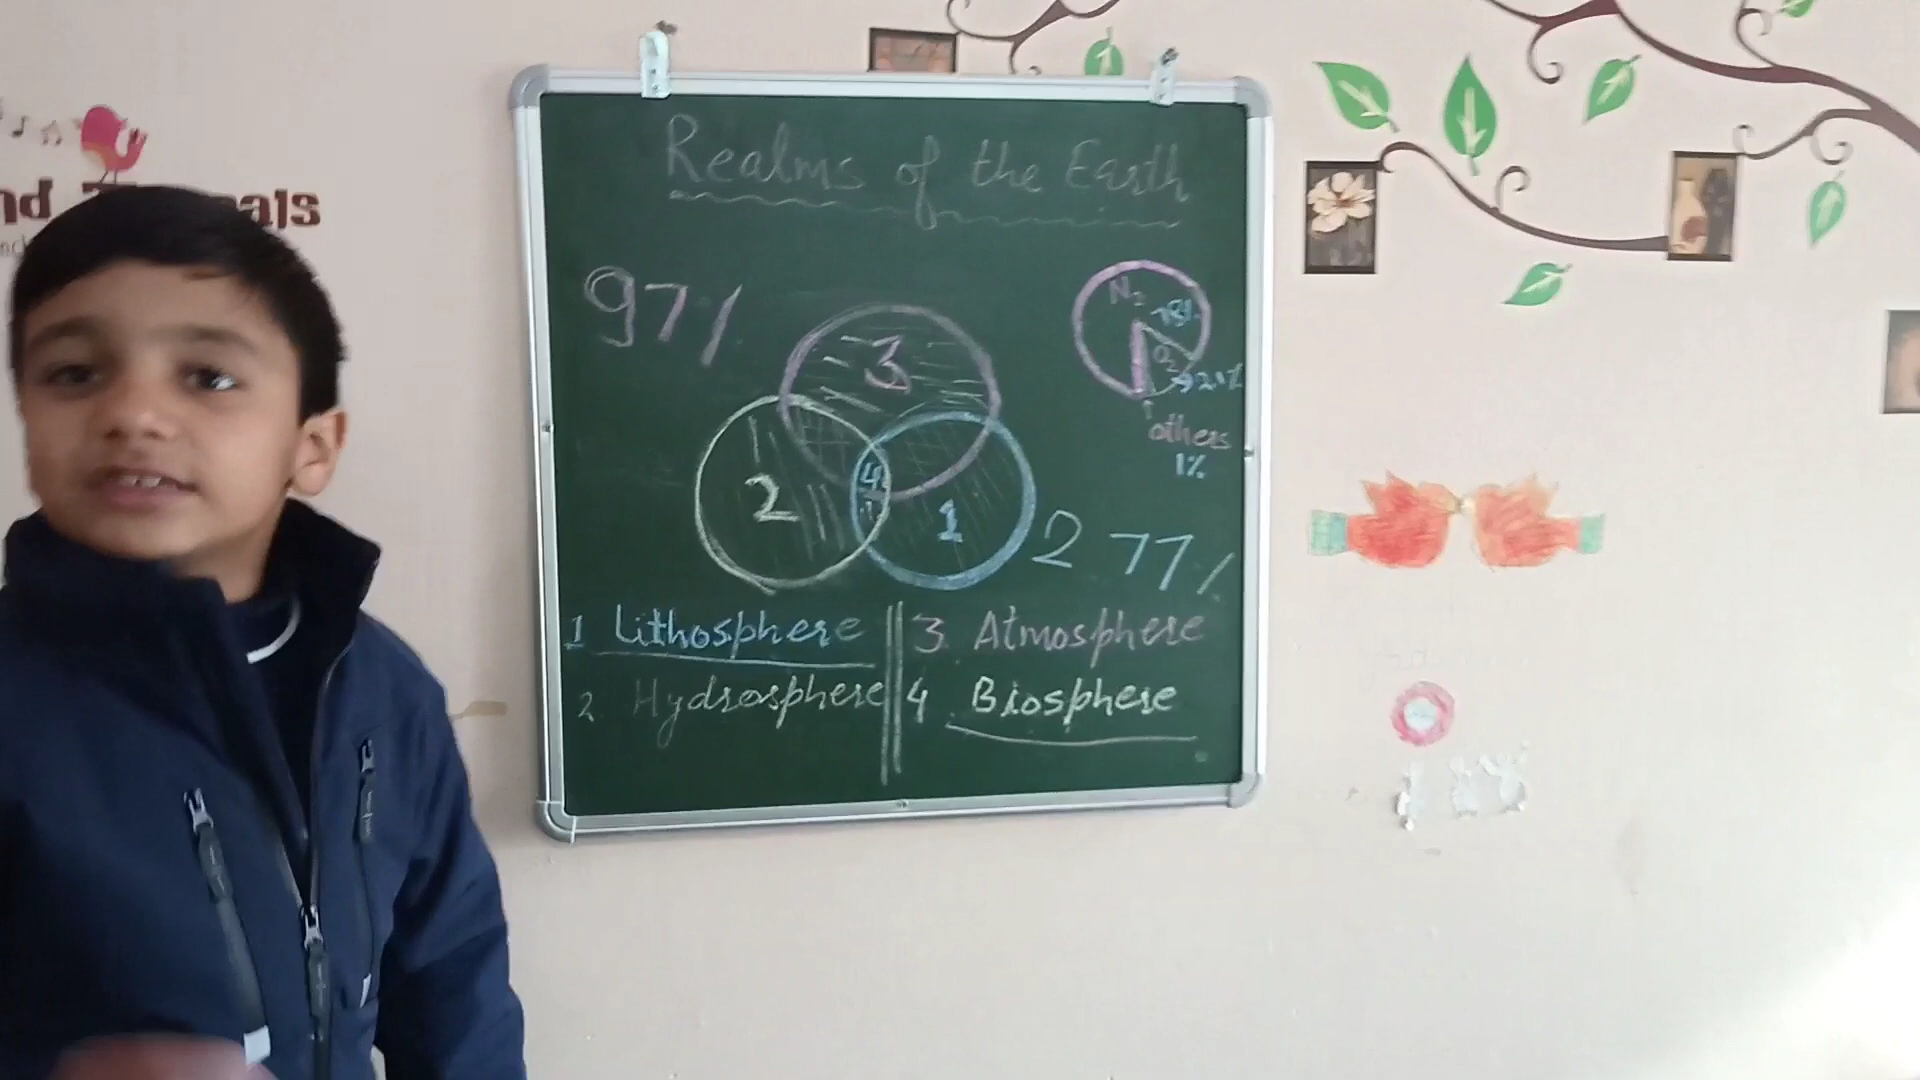 Realms of the Earth
97%
3
N2
78%
O2
21%
others
1%
2
4
1
2 77%
1 Lithosphere
3 Atmosphere
2 Hydrosphere
4 Biosphere